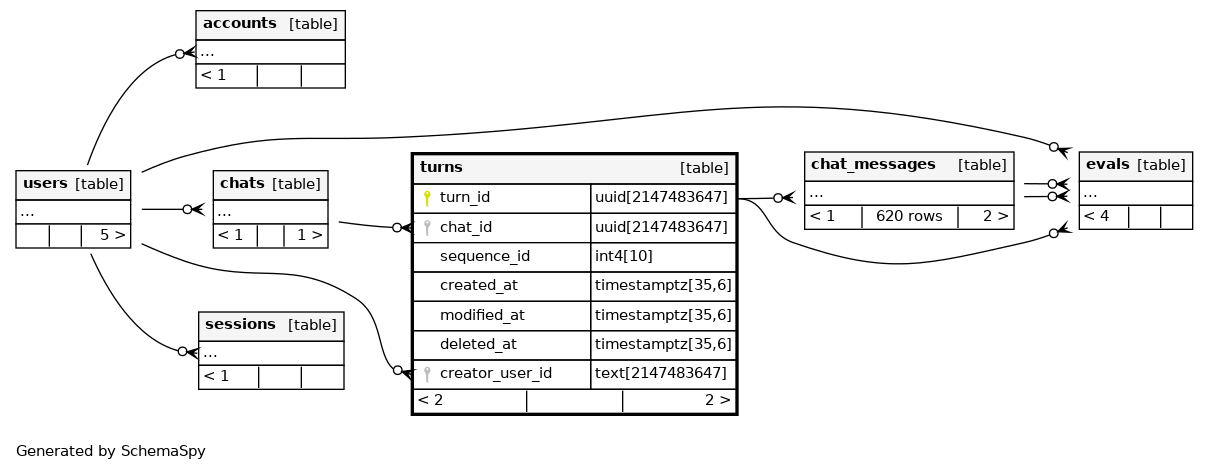 accounts [table]
...
< 1
users [table]
...
5 >
chats [table]
...
< 1 1 >
sessions [table]
...
< 1
turns [table]
turn_id uuid[2147483647]
chat_id uuid[2147483647]
sequence_id int4[10]
created_at timestamptz[35,6]
modified_at timestamptz[35,6]
deleted_at timestamptz[35,6]
creator_user_id text[2147483647]
< 2 2 >
chat_messages [table]
...
< 1 620 rows 2 >
evals [table]
...
< 4
Generated by SchemaSpy